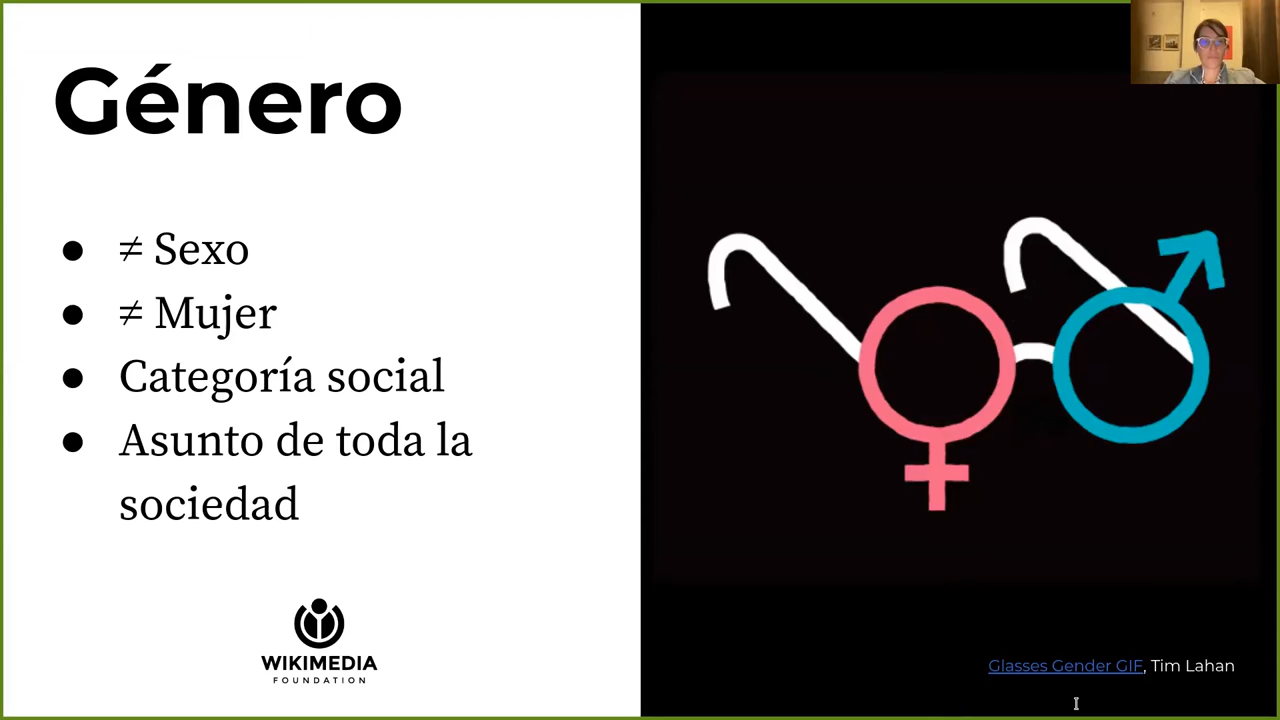 Género
● ≠ Sexo
● ≠ Mujer
● Categoría social
● Asunto de toda la
sociedad
WIKIMEDIA
FOUNDATION
Glasses Gender GIF, Tim Lahan